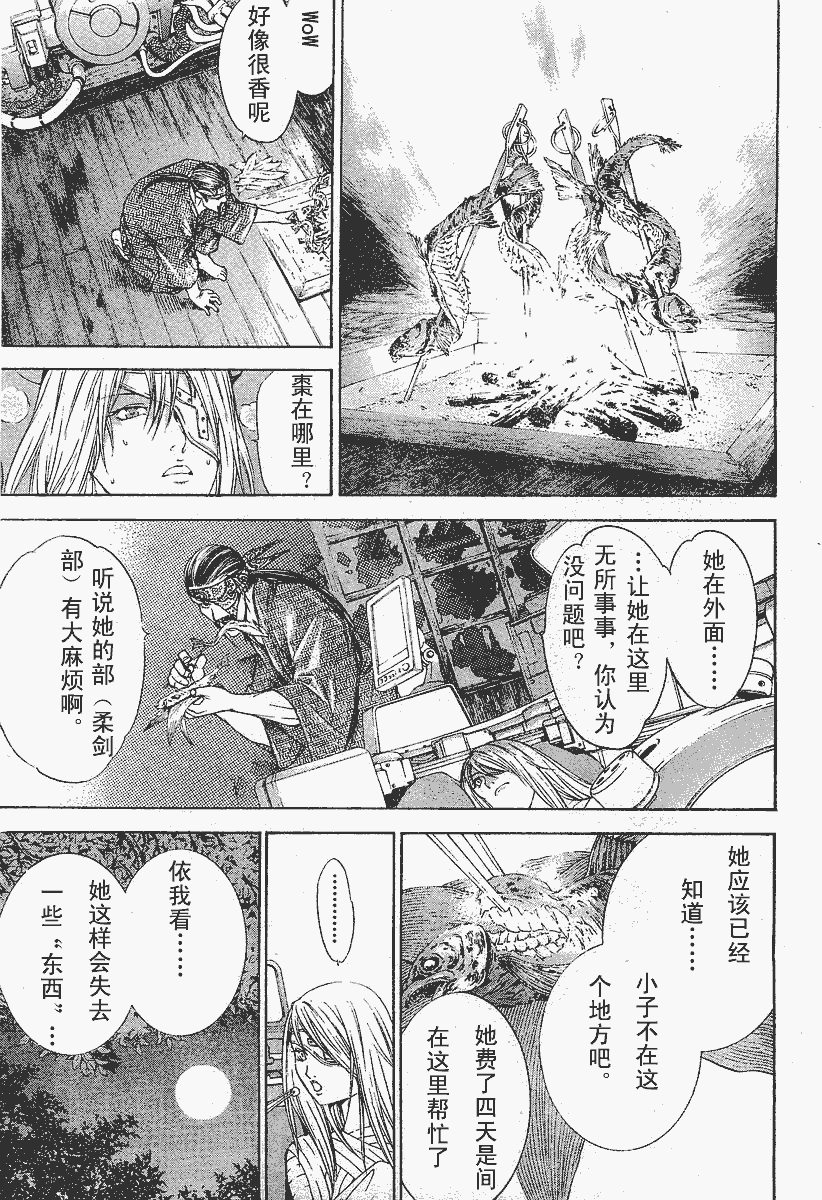 WoW
好像很香呢
棗在哪里？
她在外面……
…让她在这里
无所事事，你认为
没问题吧？
听说她的部（柔剑
部）有大麻烦啊。
她应该已经
知道……
小子不在这
个地方吧。
她费了四天是间
在这里帮忙了
…………
依我看……
她这样会失去
一些“东西”…